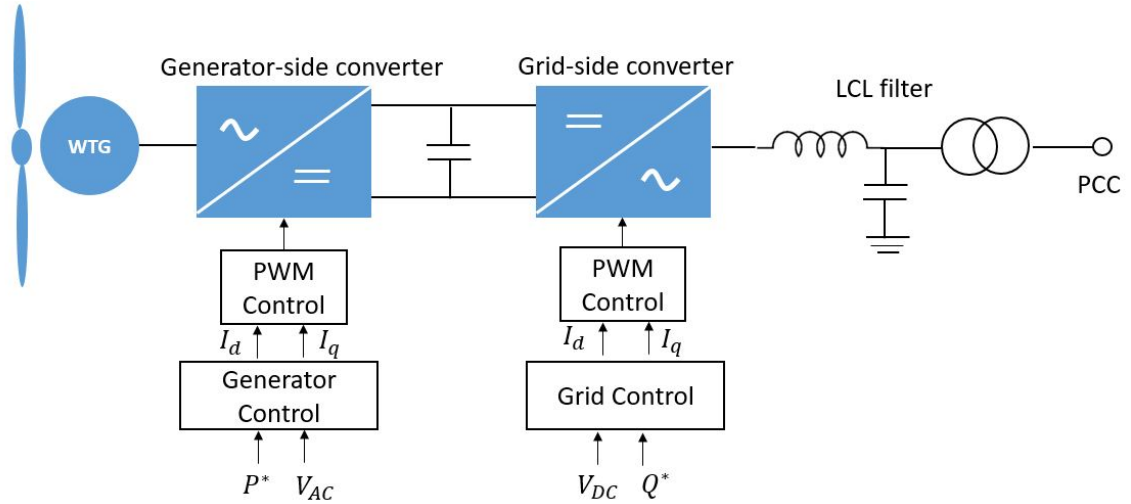 Generator-side converter
Grid-side converter
LCL filter
WTG
PCC
PWM
Control
PWM
Control
I_d
I_q
I_d
I_q
Generator
Control
Grid Control
P*
V_AC
V_DC
Q*